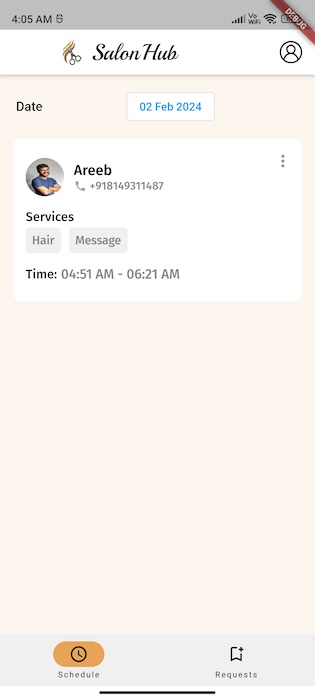 4:05 AM
Vo
WiFi
DEBUG
Salon Hub
Date
02 Feb 2024
Areeb
+918149311487
Services
Hair Message
Time: 04:51 AM - 06:21 AM
Schedule Requests